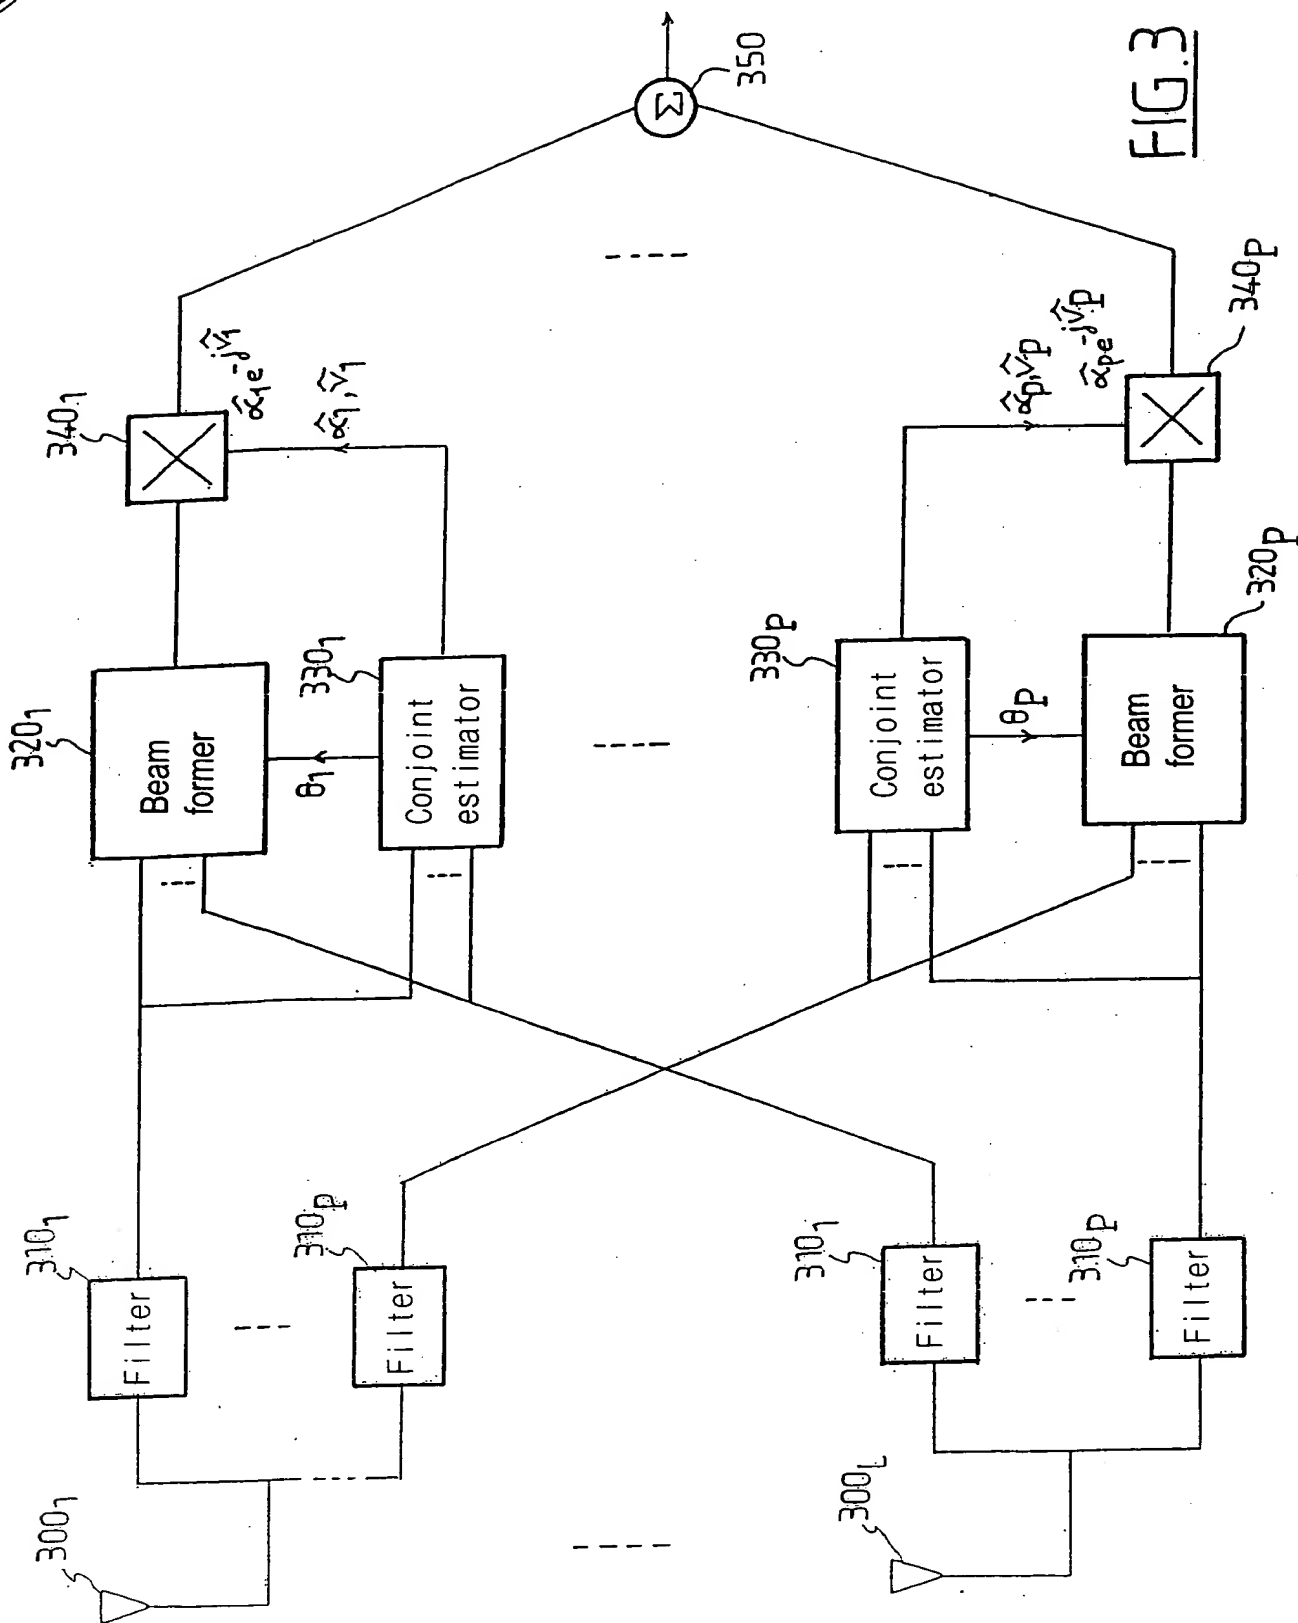 300₁
310₁
Filter
310ₚ
Filter
320₁
Beam
former
θ₁
330₁
Conjoint
estimator
340₁
α̂₁e^-jν̂₁
α̂₁, ν̂₁
300_L
310₁
Filter
310ₚ
Filter
330ₚ
Conjoint
estimator
θₚ
Beam
former
320ₚ
α̂ₚ, ν̂ₚ
α̂ₚe^-jν̂ₚ
340ₚ
Σ
350
FIG.3